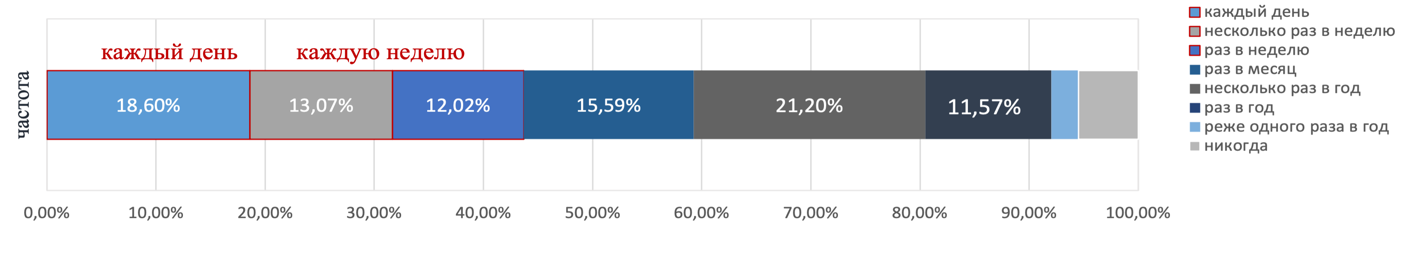 каждый день каждую неделю
частота
18,60% 13,07% 12,02% 15,59% 21,20% 11,57%
0,00% 10,00% 20,00% 30,00% 40,00% 50,00% 60,00% 70,00% 80,00% 90,00% 100,00%
каждый день
несколько раз в неделю
раз в неделю
раз в месяц
несколько раз в год
раз в год
реже одного раза в год
никогда